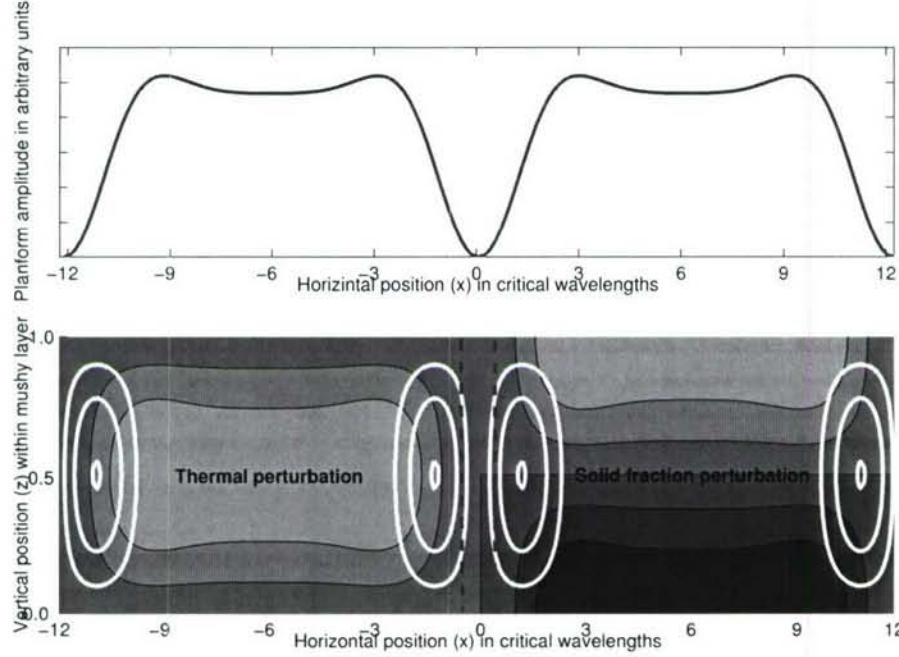 Planform amplitude in arbitrary units
−12 −9 −6 −3 0 3 6 9 12
Horizintal position (x) in critical wavelengths
Vertical position (z) within mushy layer
1.0
0.5
0.0
Thermal perturbation
Solid fraction perturbation
−12 −9 −6 −3 0 3 6 9 12
Horizontal position (x) in critical wavelengths